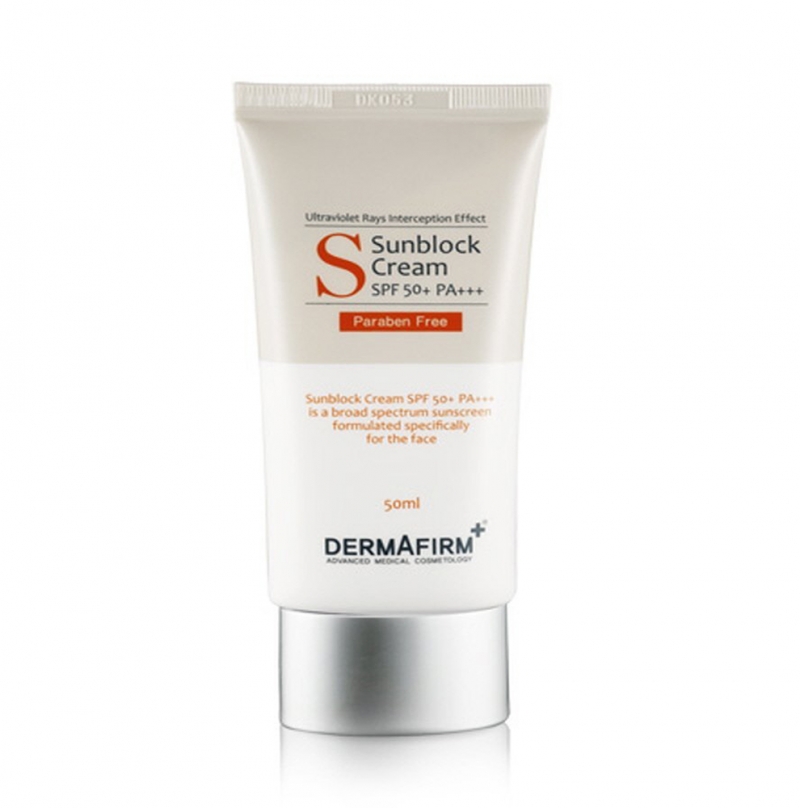 DK053
Ultraviolet Rays Interception Effect
S Sunblock
Cream
SPF 50+ PA+++
Paraben Free
Sunblock Cream SPF 50+ PA+++
is a broad spectrum sunscreen
formulated specifically
for the face
50ml
DERMAFIRM+
ADVANCED MEDICAL COSMETOLOGY